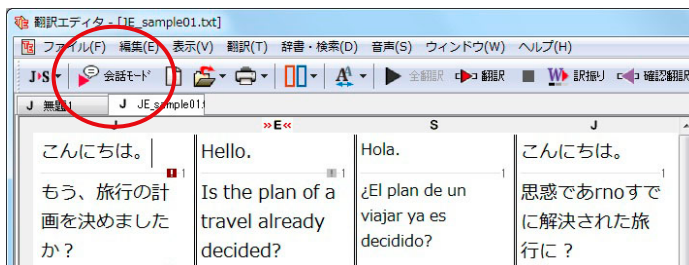 翻訳エディタ - [JE_sample01.txt]
ファイル(F) 編集(E) 表示(V) 翻訳(T) 辞書・検索(D) 音声(S) ウィンドウ(W) ヘルプ(H)
J▸S 会話モード A 全翻訳 翻訳 W 訳振り 確認翻訳
J 無題1 J JE_sample01.t
J »E« S J
こんにちは。 Hello. Hola. こんにちは。
1 1 1 1
もう、旅行の計 Is the plan of a ¿El plan de un 思惑であrnoすで
画を決めました travel already viajar ya es に解決された旅
か? decided? decidido? 行に?